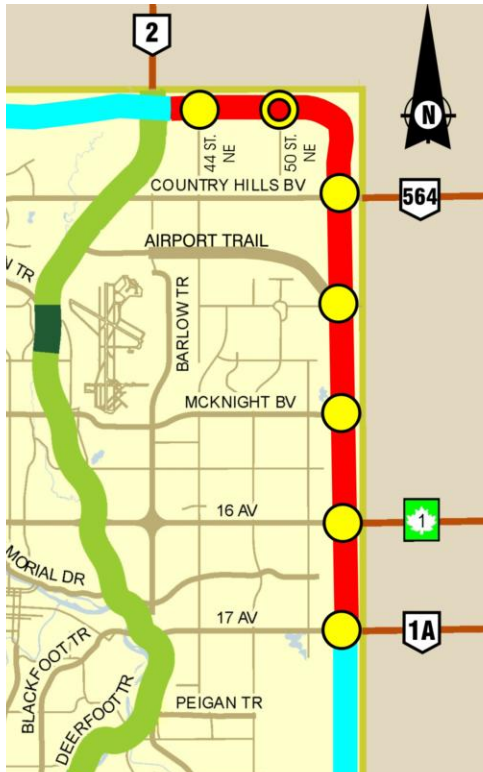 2
N
44 ST.
NE
50 ST.
NE
COUNTRY HILLS BV
564
AIRPORT TRAIL
N TR
BARLOW TR
MCKNIGHT BV
16 AV
1
MORIAL DR
17 AV
1A
BLACKFOOT TR
DEERFOOT TR
PEIGAN TR